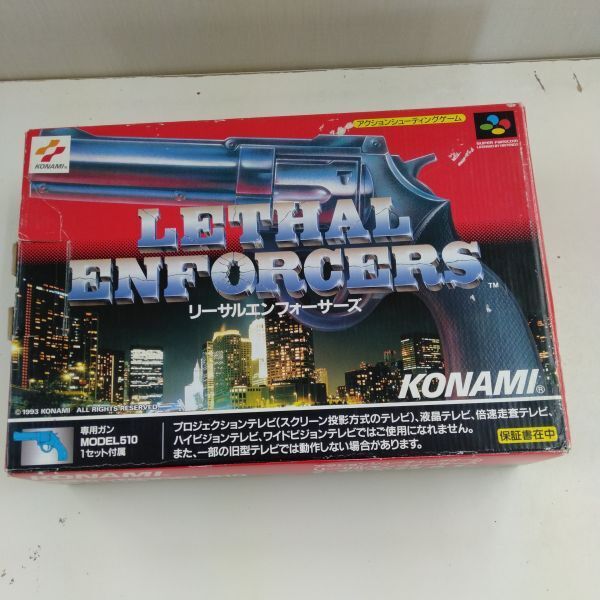 アクションシューティングゲーム
KONAMI
SUPER FAMICOM
LICENSED BY NINTENDO
LETHAL
ENFORCERS
TM
リーサルエンフォーサーズ
KONAMI®
©1993 KONAMI ALL RIGHTS RESERVED
専用ガン
MODEL510
1セット付属
プロジェクションテレビ(スクリーン投影方式のテレビ)、液晶テレビ、倍速走査テレビ、
ハイビジョンテレビ、ワイドビジョンテレビではご使用になれません。
また、一部の旧型テレビでは動作しない場合があります。
保証書在中
KONAMI